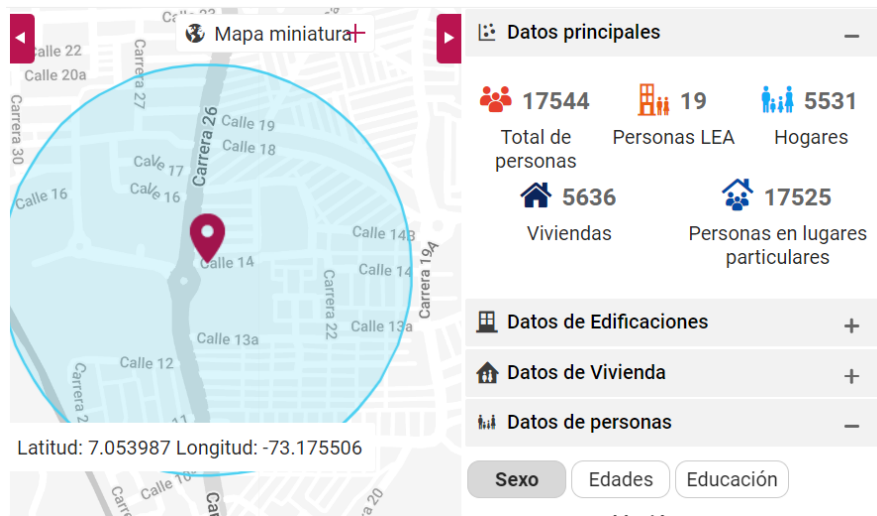 Mapa miniatura
Calle 22
Calle 20a
Carrera 27
Carrera 30
Carrera 26
Calle 19
Calle 18
Calle 17
Calle 16
Calle 16
Calle 14B
Calle 14
Calle 14
Carrera 19A
Carrera 22
Calle 13a
Calle 13a
Calle 12
Carrera 2
11
Latitud: 7.053987 Longitud: -73.175506
20
Datos principales
17544
Total de
personas
19
Personas LEA
5531
Hogares
5636
Viviendas
17525
Personas en lugares
particulares
Datos de Edificaciones
Datos de Vivienda
Datos de personas
Sexo
Edades
Educación